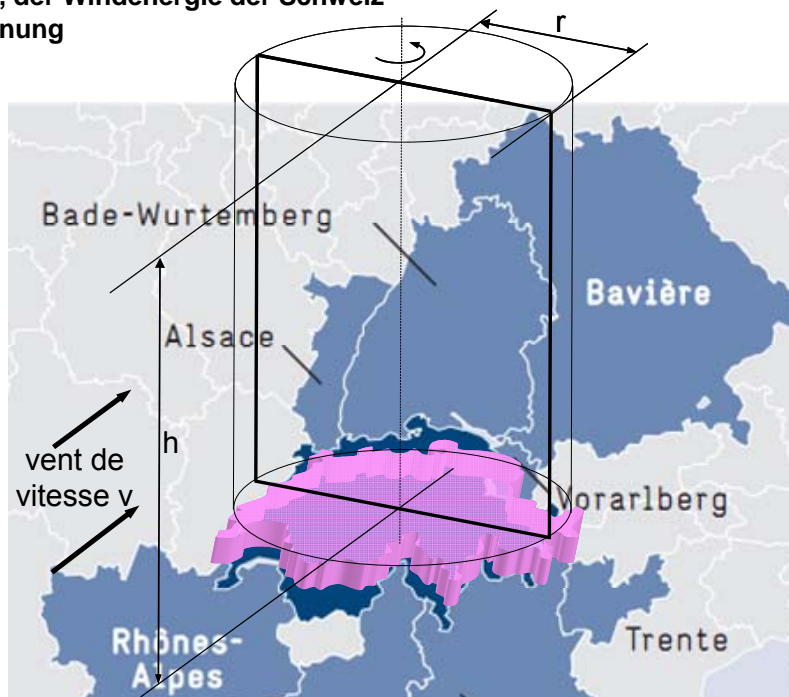 , der Windenergie der Schweiz
nung
r
Bade-Wurtemberg
Bavière
Alsace
h
vent de
vitesse v
Vorarlberg
Rhônes-
Alpes
Trente